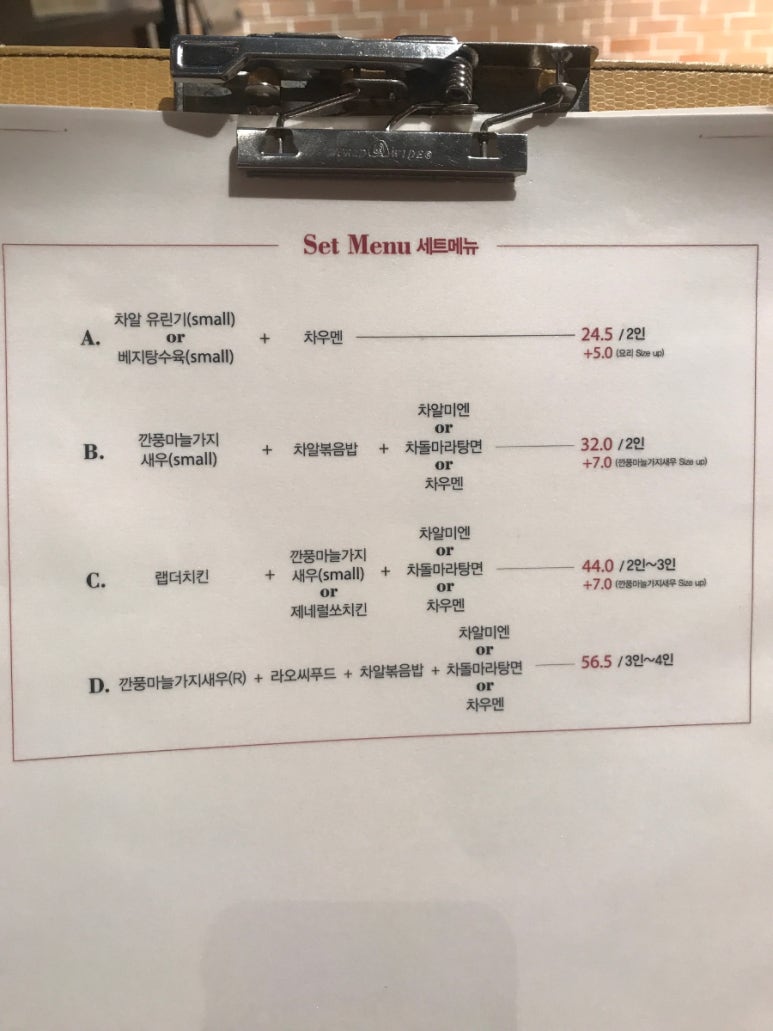 WORLD WIDE
Set Menu 세트메뉴
A. 차알 유린기(small) or 베지탕수육(small) + 차우멘 24.5 /2인
+5.0 (요리 Size up)
B. 깐풍마늘가지새우(small) + 차알볶음밥 + 차알미엔 or 차돌마라탕면 or 차우멘 32.0 /2인
+7.0 (깐풍마늘가지새우 Size up)
C. 랩더치킨 + 깐풍마늘가지새우(small) or 제네럴쏘치킨 + 차알미엔 or 차돌마라탕면 or 차우멘 44.0 /2인~3인
+7.0 (깐풍마늘가지새우 Size up)
D. 깐풍마늘가지새우(R) + 라오씨푸드 + 차알볶음밥 + 차알미엔 or 차돌마라탕면 or 차우멘 56.5 /3인~4인